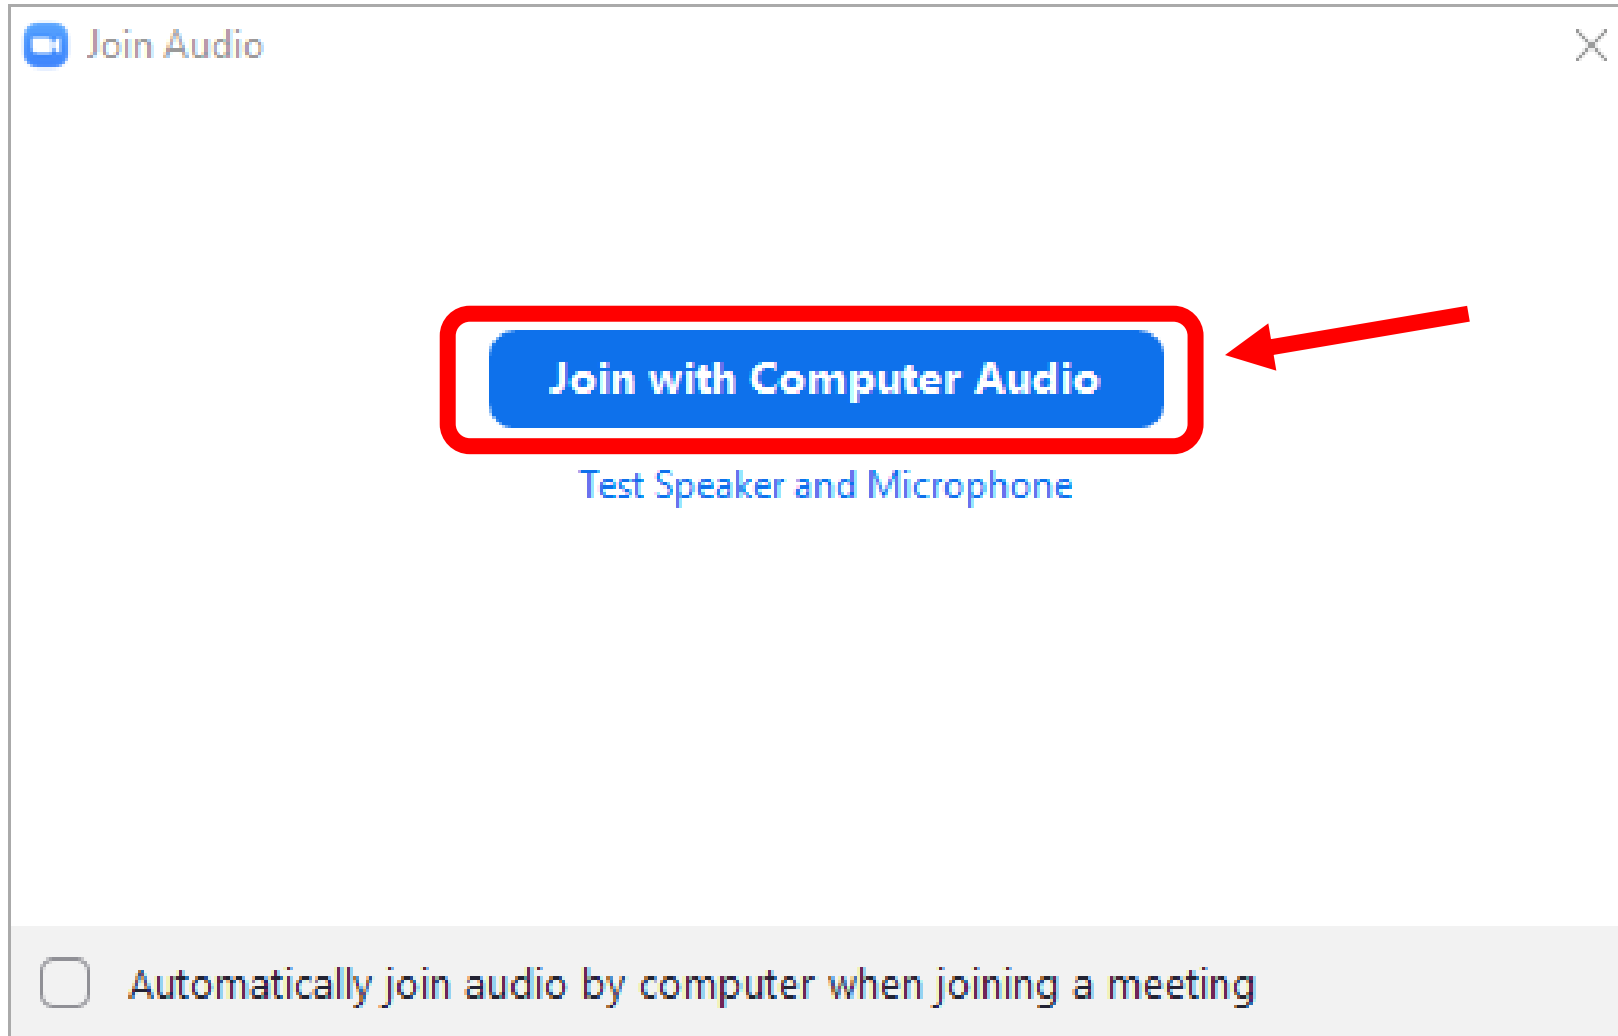 Join Audio
Join with Computer Audio
Test Speaker and Microphone
Automatically join audio by computer when joining a meeting